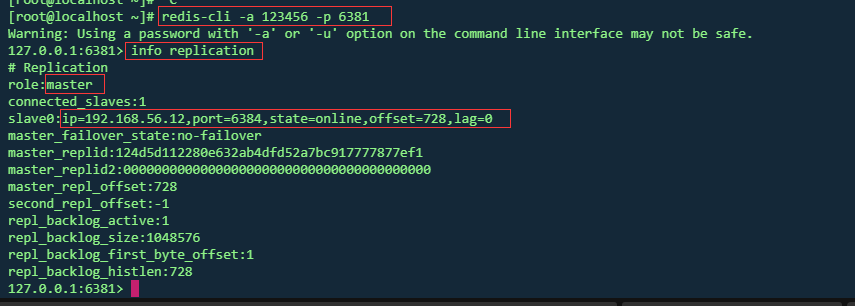 [root@localhost ~]# ^C
[root@localhost ~]# redis-cli -a 123456 -p 6381
Warning: Using a password with '-a' or '-u' option on the command line interface may not be safe.
127.0.0.1:6381> info replication
# Replication
role:master
connected_slaves:1
slave0:ip=192.168.56.12,port=6384,state=online,offset=728,lag=0
master_failover_state:no-failover
master_replid:124d5d112280e632ab4dfd52a7bc917777877ef1
master_replid2:0000000000000000000000000000000000000000
master_repl_offset:728
second_repl_offset:-1
repl_backlog_active:1
repl_backlog_size:1048576
repl_backlog_first_byte_offset:1
repl_backlog_histlen:728
127.0.0.1:6381>